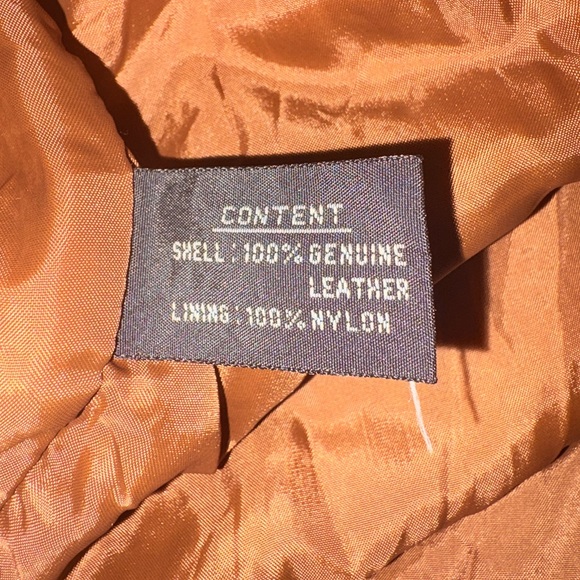 CONTENT
SHELL: 100% GENUINE
LEATHER
LINING: 100% NYLON